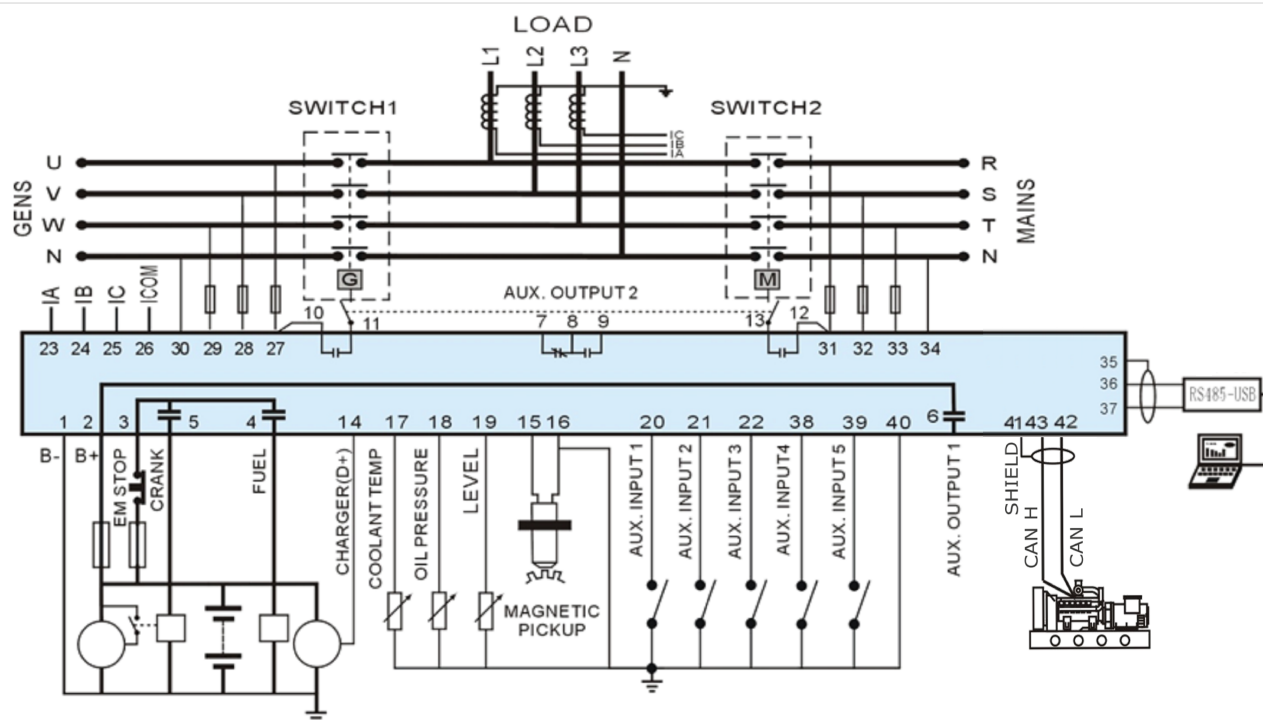 LOAD
L1 L2 L3 N
SWITCH1 SWITCH2
IC
IB
IA
U R
V S
W T
N N
GENS MAINS
G M
IA IB IC ICOM
AUX. OUTPUT 2
10 11 7 8 9 13 12
23 24 25 26 30 29 28 27 31 32 33 34
35
36
37
RS485-USB
1 2 3 5 4 14 17 18 19 15 16 20 21 22 38 39 40 6 41 43 42
B- B+
EM STOP
CRANK
FUEL
CHARGER(D+)
COOLANT TEMP
OIL PRESSURE
LEVEL
MAGNETIC
PICKUP
AUX. INPUT 1
AUX. INPUT 2
AUX. INPUT 3
AUX. INPUT4
AUX. INPUT 5
AUX. OUTPUT 1
SHIELD
CAN H
CAN L